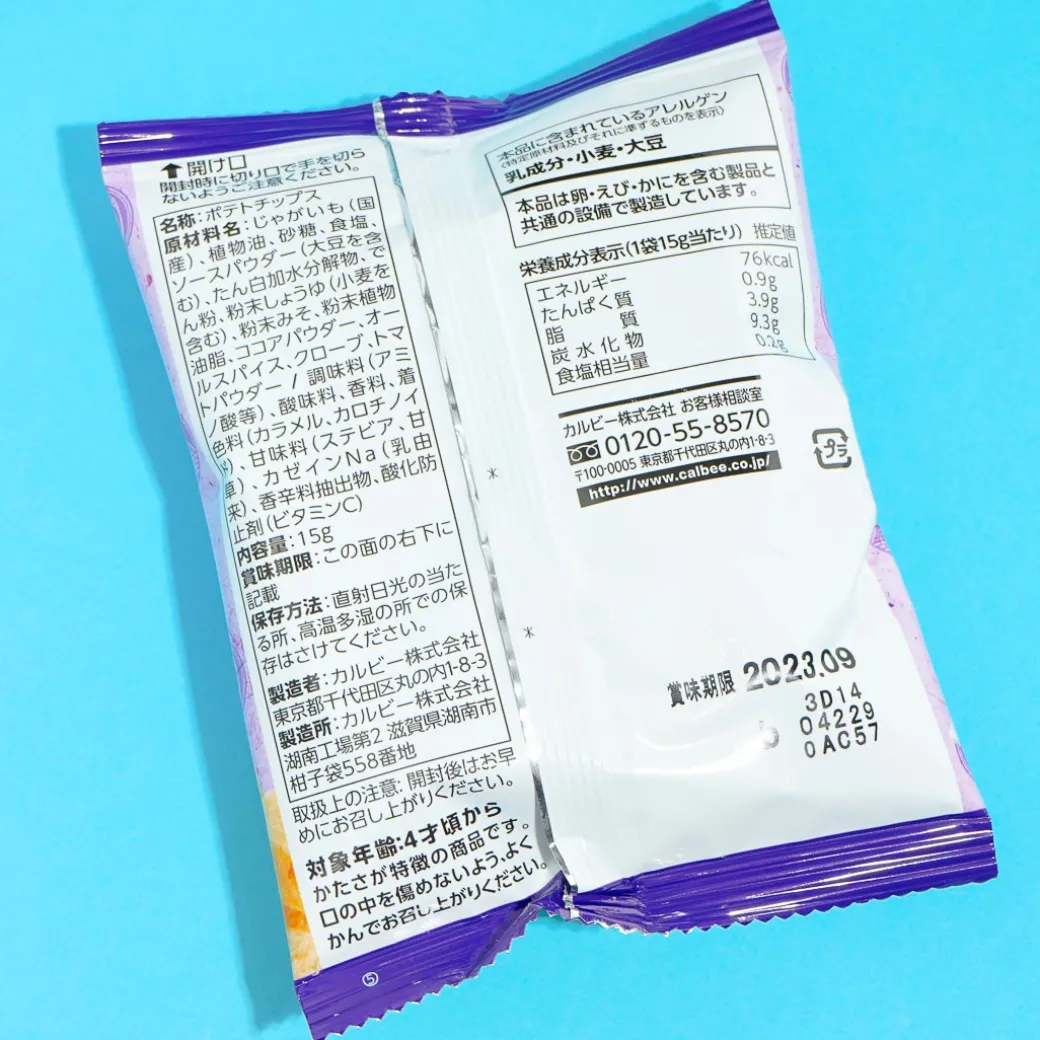 ↑開け口
開封時に切り口で手を切ら
ないようご注意ください。
名称:ポテトチップス
原材料名:じゃがいも(国
産)、植物油、砂糖、食塩、
ソースパウダー(大豆を含
む)、たん白加水分解物、で
ん粉、粉末しょうゆ(小麦を
含む)、粉末みそ、粉末植物
油脂、ココアパウダー、オー
ルスパイス、クローブ、トマ
トパウダー / 調味料(アミ
ノ酸等)、酸味料、香料、着
色料(カラメル、カロチノイ
ド)、甘味料(ステビア、甘
草)、カゼインNa(乳由
来)、香辛料抽出物、酸化防
止剤(ビタミンC)
内容量:15g
賞味期限:この面の右下に
記載
保存方法:直射日光の当た
る所、高温多湿の所での保
存はさけてください。
製造者:カルビー株式会社
東京都千代田区丸の内1-8-3
製造所:カルビー株式会社
湖南工場第2 滋賀県湖南市
柑子袋558番地
取扱上の注意:開封後はお早
めにお召し上がりください。
対象年齢:4才頃から
かたさが特徴の商品です。
口の中を傷めないよう、よく
かんでお召し上がりください。
⑤
本品に含まれているアレルゲン
(特定原材料及びそれに準ずるものを表示)
乳成分・小麦・大豆
本品は卵・えび・かにを含む製品と
共通の設備で製造しています。
栄養成分表示(1袋15g当たり) 推定値
エネルギー 76kcal
たんぱく質 0.9g
脂質 3.9g
炭水化物 9.3g
食塩相当量 0.2g
カルビー株式会社 お客様相談室
0120-55-8570
〒100-0005 東京都千代田区丸の内1-8-3
http://www.calbee.co.jp/
プラ
賞味期限 2023.09
3D14
b 04229
0AC57